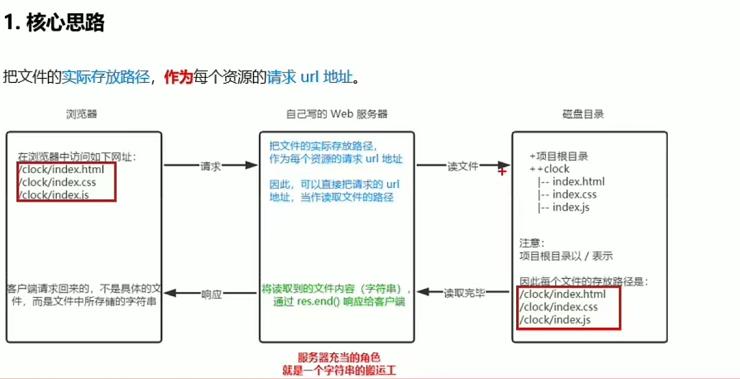 1. 核心思路
把文件的实际存放路径，作为每个资源的请求 url 地址。
浏览器
自己写的 Web 服务器
磁盘目录
在浏览器中访问如下网址：
/clock/index.html
/clock/index.css
/clock/index.js
客户端请求回来的，不是具体的文
件，而是文件中所存储的字符串
请求
响应
把文件的实际存放路径，
作为每个资源的请求 url 地址
因此，可以直接把请求的 url
地址，当作读取文件的路径
将读取到的文件内容（字符串），
通过 res.end() 响应给客户端
读文件
读取完毕
+项目根目录
++clock
|-- index.html
|-- index.css
|-- index.js
注意：
项目根目录以 / 表示
因此每个文件的存放路径是：
/clock/index.html
/clock/index.css
/clock/index.js
服务器充当的角色
就是一个字符串的搬运工